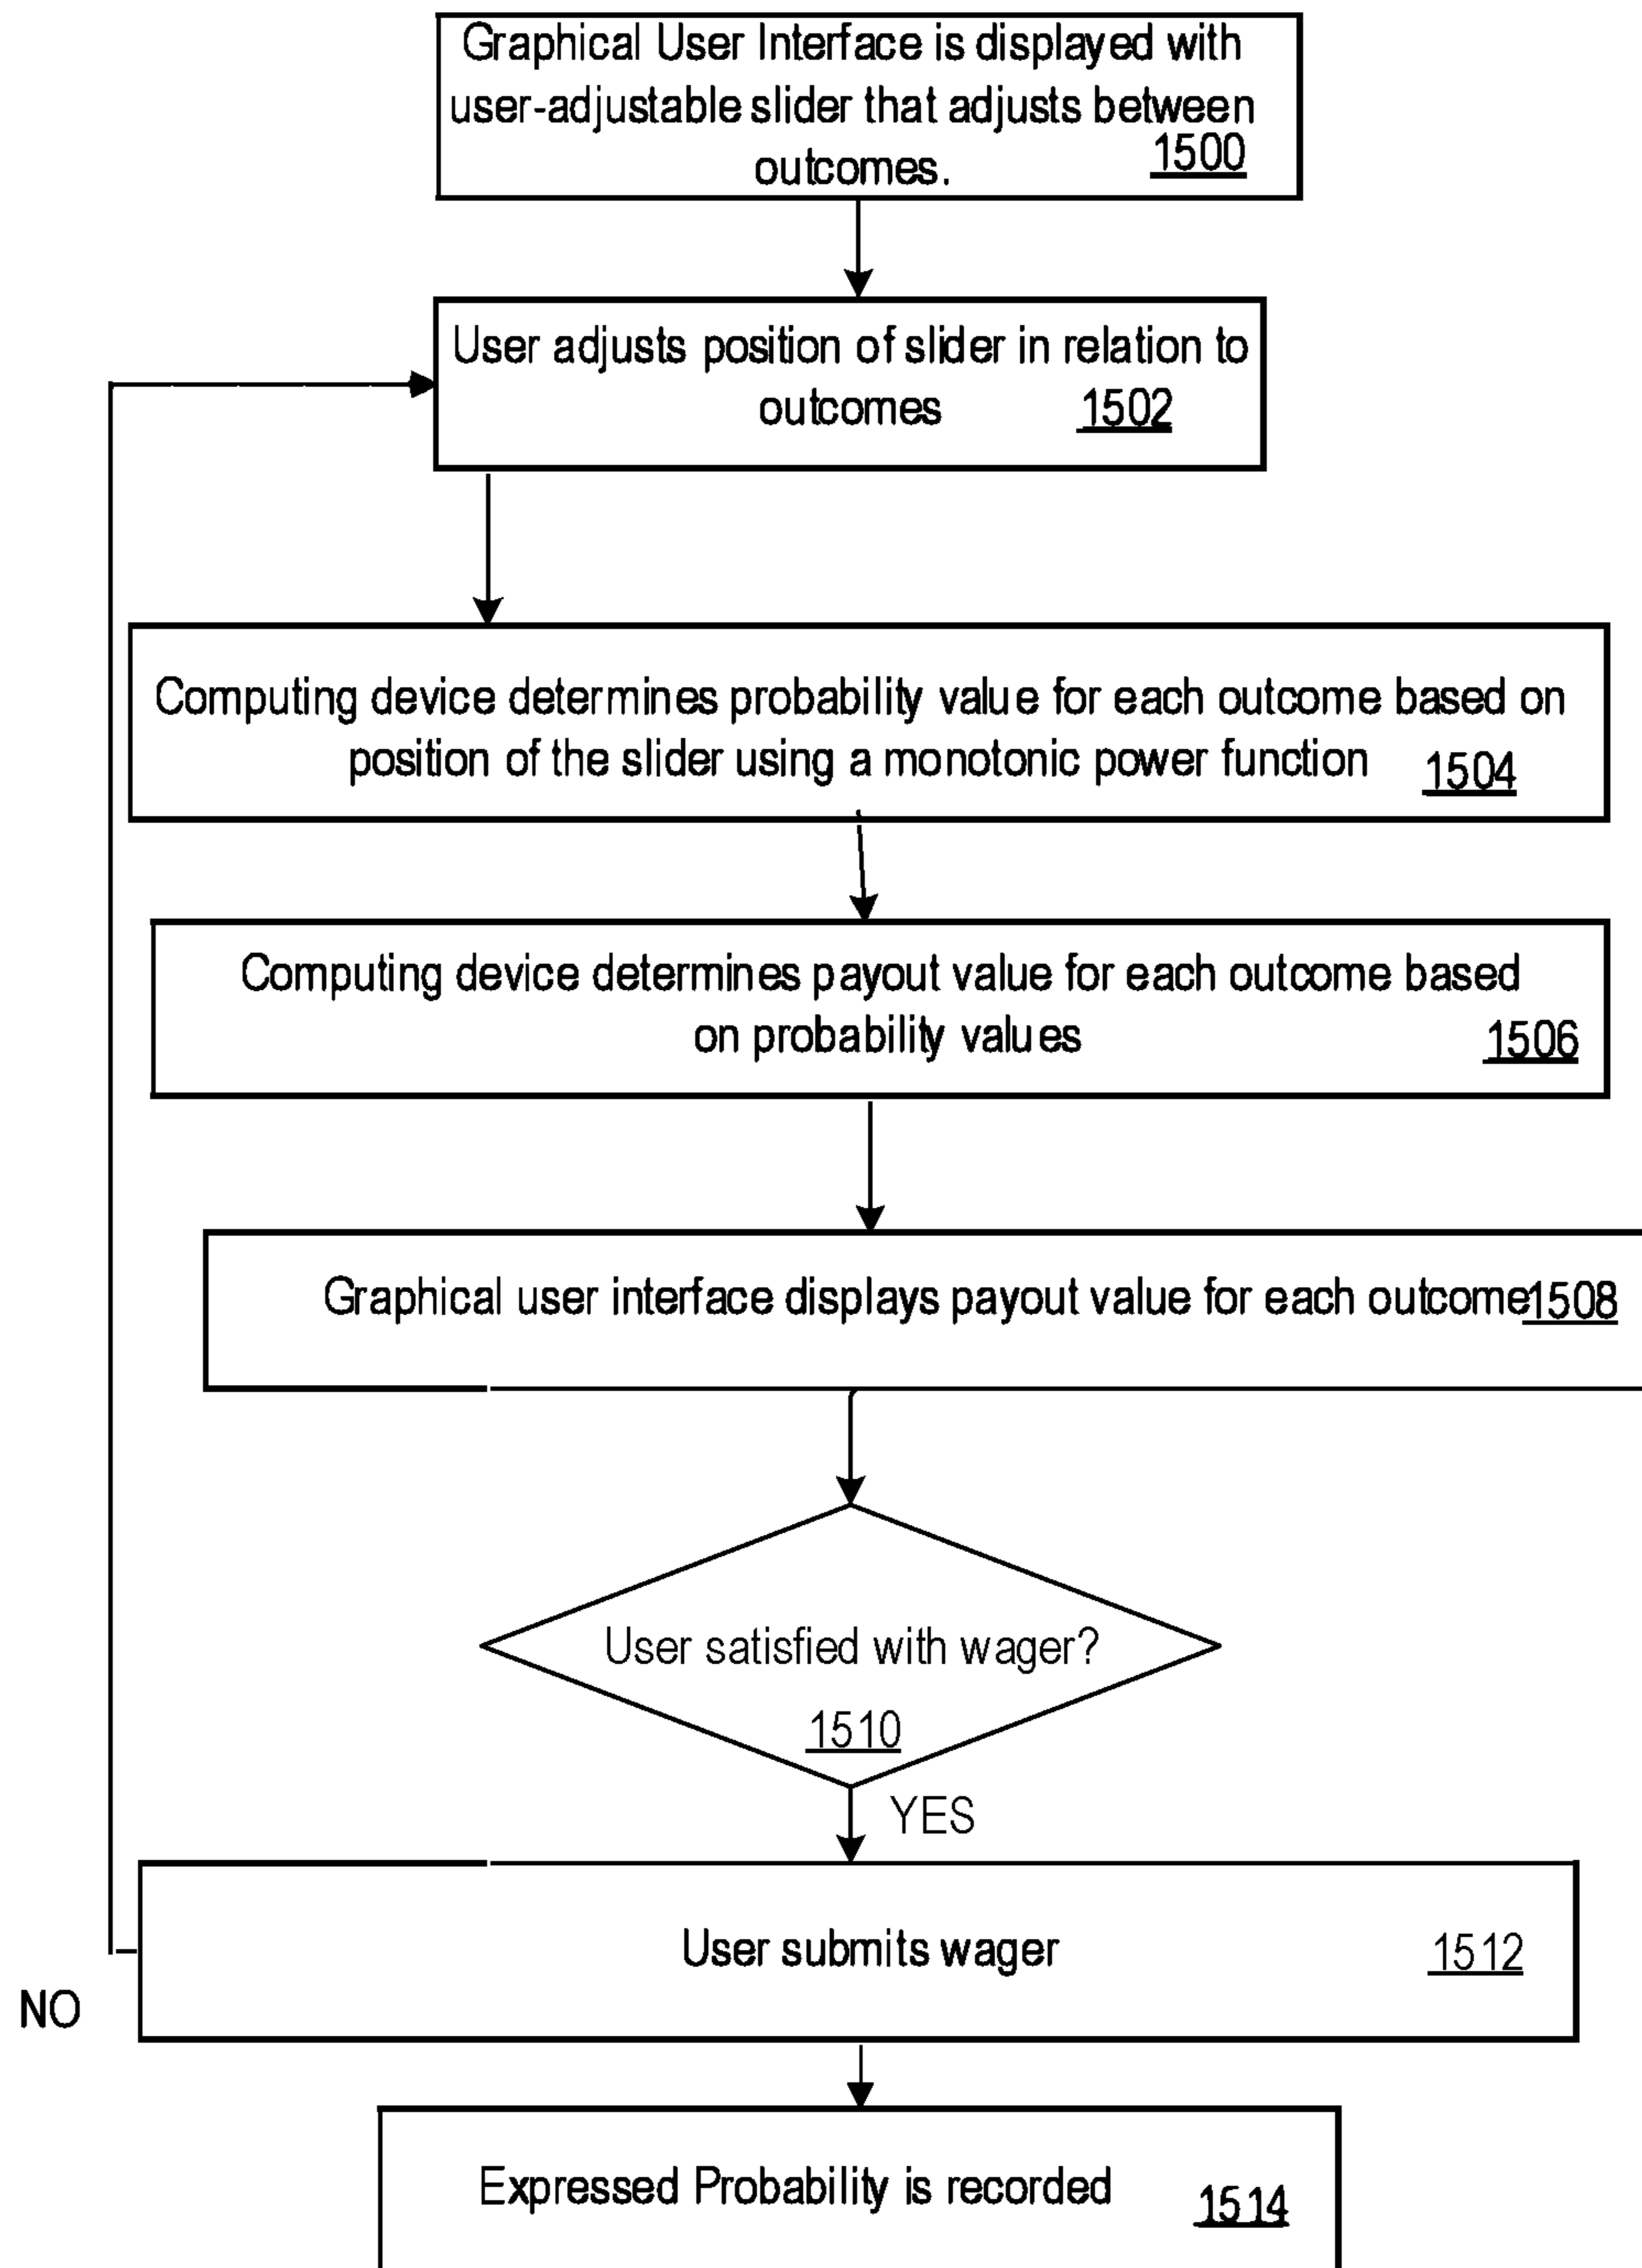 Graphical User Interface is displayed with
user-adjustable slider that adjusts between
outcomes. 1500
User adjusts position of slider in relation to
outcomes 1502
Computing device determines probability value for each outcome based on
position of the slider using a monotonic power function 1504
Computing device determines payout value for each outcome based
on probability values 1506
Graphical user interface displays payout value for each outcome 1508
User satisfied with wager?
1510
YES
User submits wager 1512
NO
Expressed Probability is recorded 1514